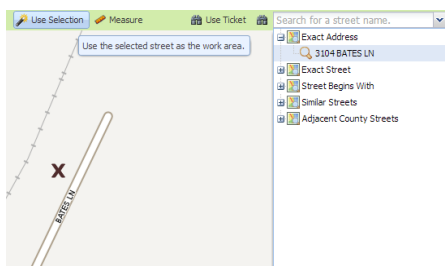 Use Selection Measure Use Ticket Search for a street name.
Use the selected street as the work area.
Exact Address
3104 BATES LN
Exact Street
Street Begins With
Similar Streets
Adjacent County Streets
X
BATES LN